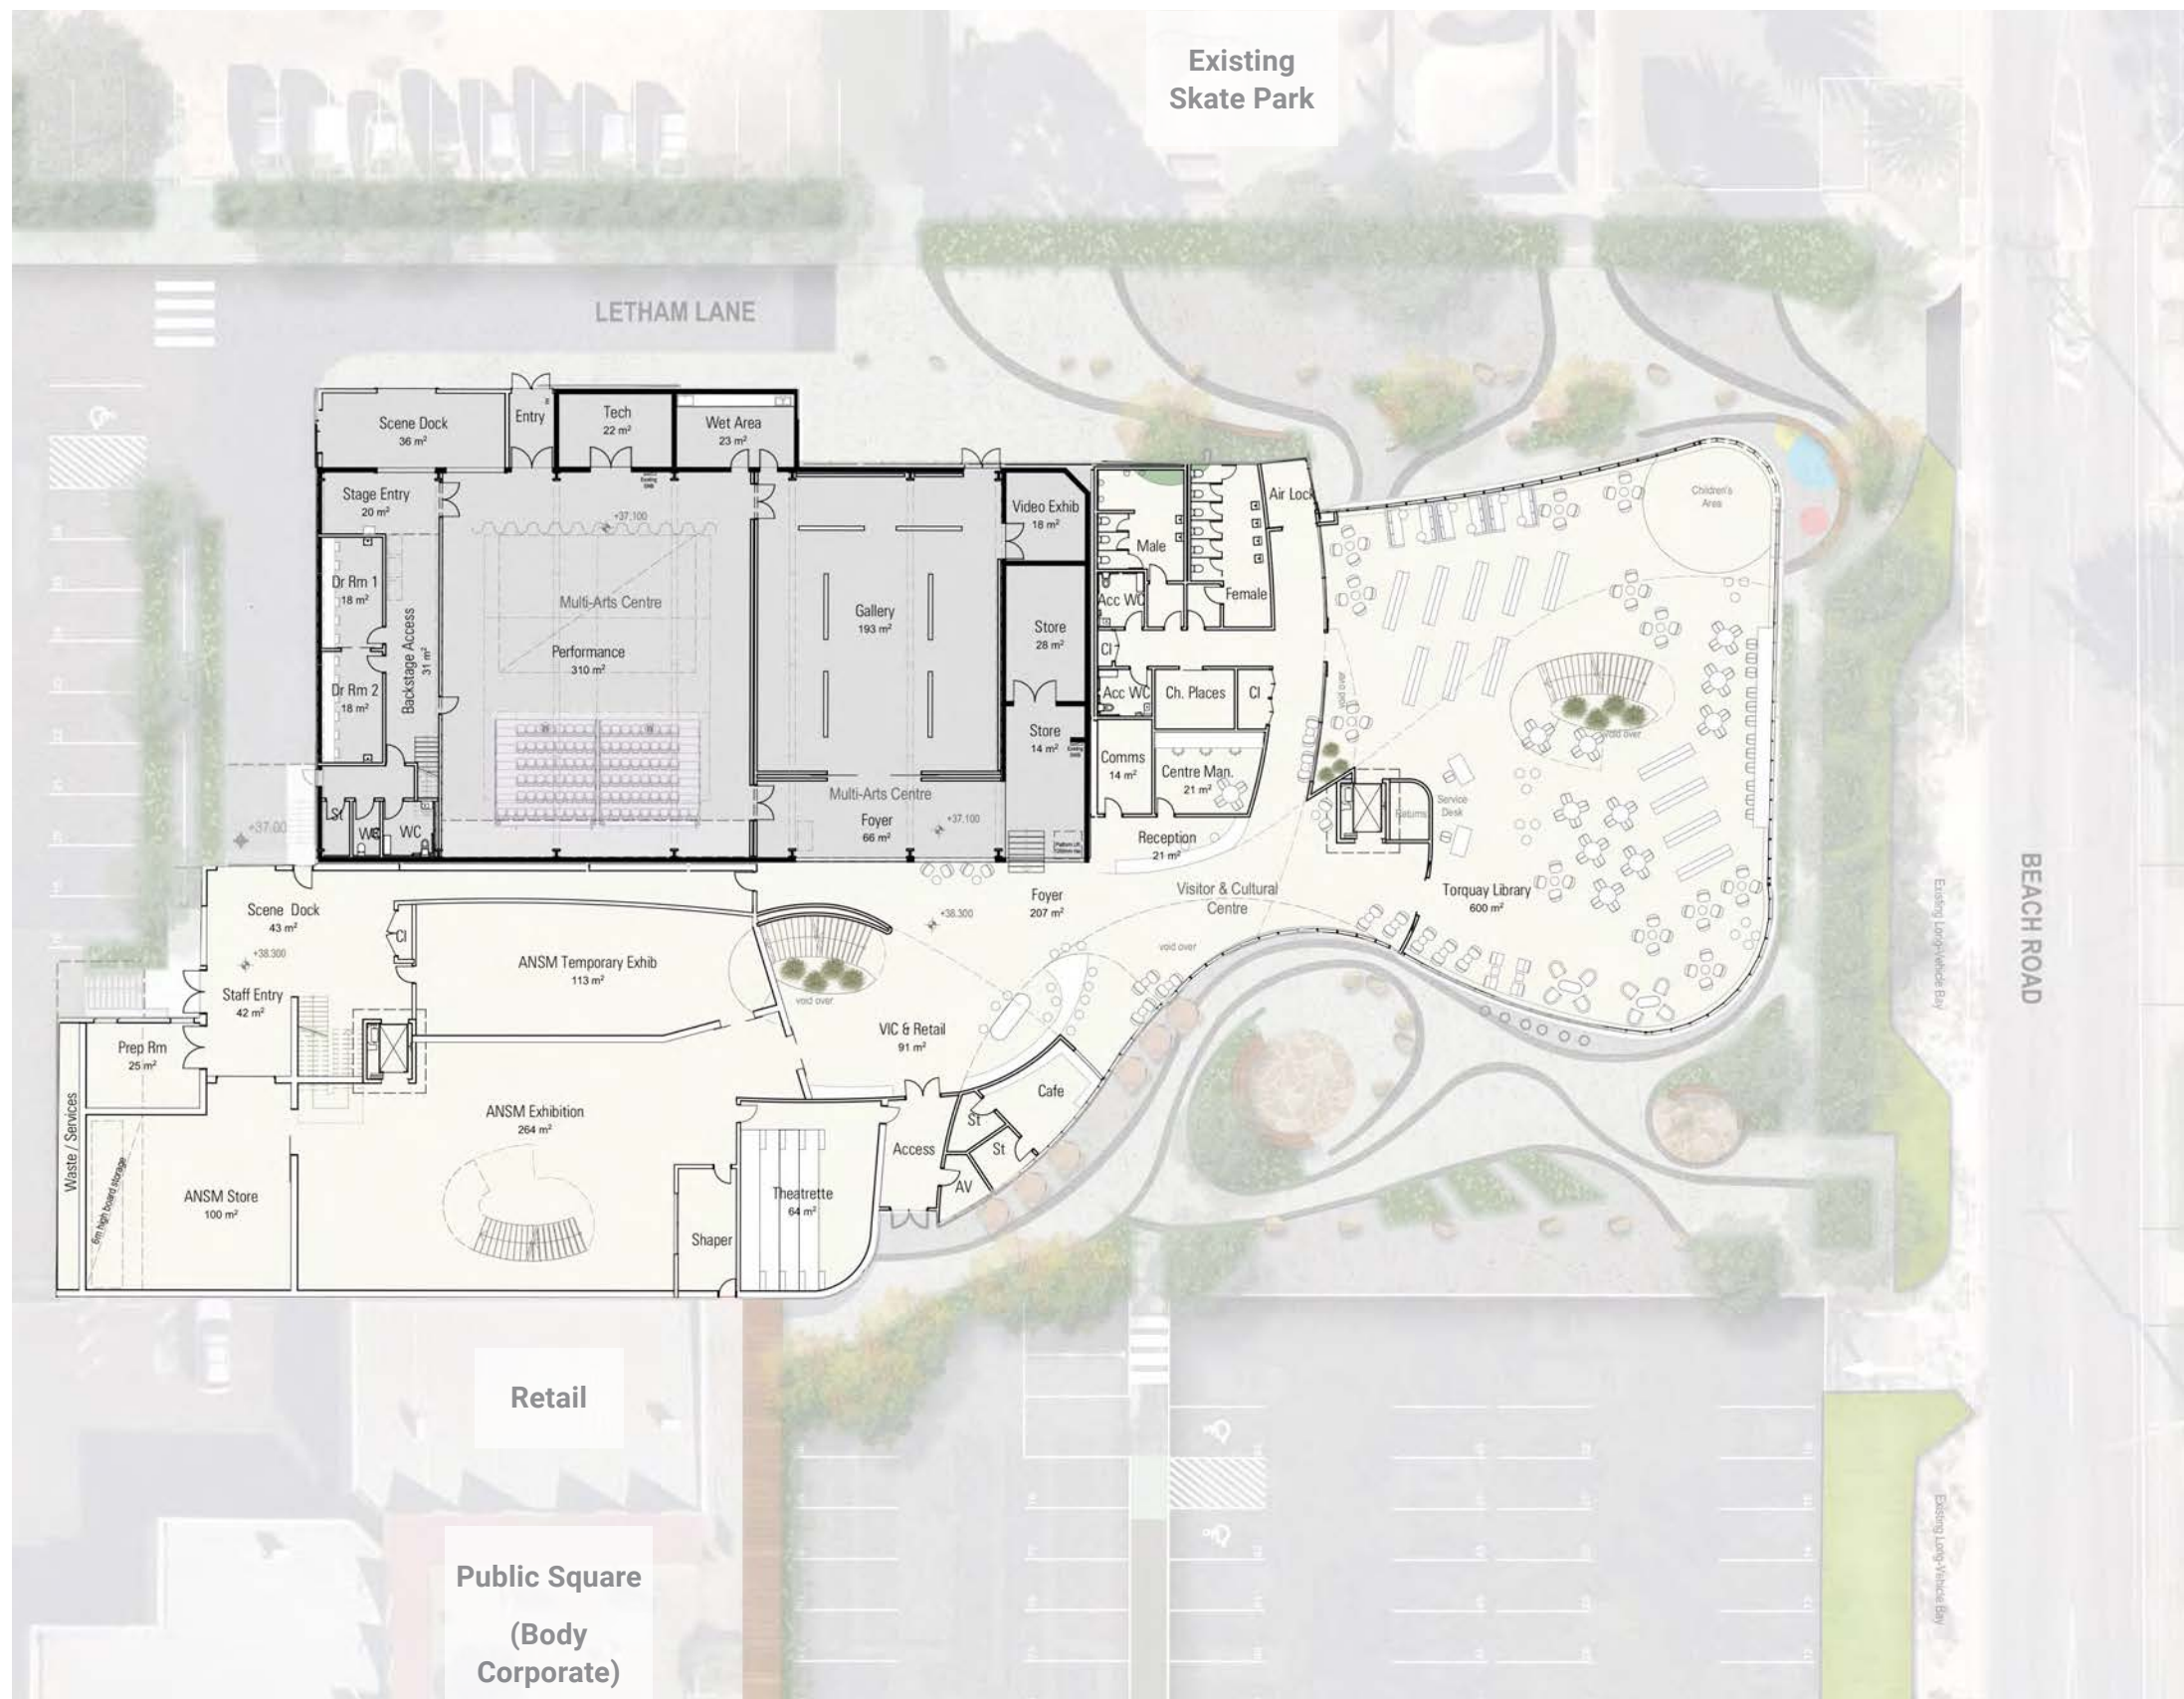 Existing
Skate Park
LETHAM LANE
Scene Dock
36 m²
Entry
Tech
22 m²
Wet Area
23 m²
Stage Entry
20 m²
+37.100
Video Exhib
18 m²
Air Lock
Children's
Area
Male
Female
Acc WC
Dr Rm 1
18 m²
Multi-Arts Centre
Performance
310 m²
Gallery
193 m²
Store
28 m²
Backstage Access
31 m²
Cl
Dr Rm 2
18 m²
Acc WC
Ch. Places
Cl
void over
void over
Store
14 m²
Comms
14 m²
Centre Man.
21 m²
Multi-Arts Centre
Foyer
66 m²
+37.100
Service
Desk
Returns
St
WC
WC
+37.00
Reception
21 m²
Visitor & Cultural
Centre
Foyer
207 m²
+38.300
Torquay Library
600 m²
BEACH ROAD
Existing Long-Vehicle Bay
Scene Dock
43 m²
+38.300
Cl
ANSM Temporary Exhib
113 m²
void over
void over
Staff Entry
42 m²
Prep Rm
25 m²
VIC & Retail
91 m²
Cafe
ANSM Exhibition
264 m²
St
St
Access
AV
Waste / Services
6m high board storage
ANSM Store
100 m²
Theatrette
64 m²
Shaper
Retail
Public Square
(Body
Corporate)
Existing Long-Vehicle Bay